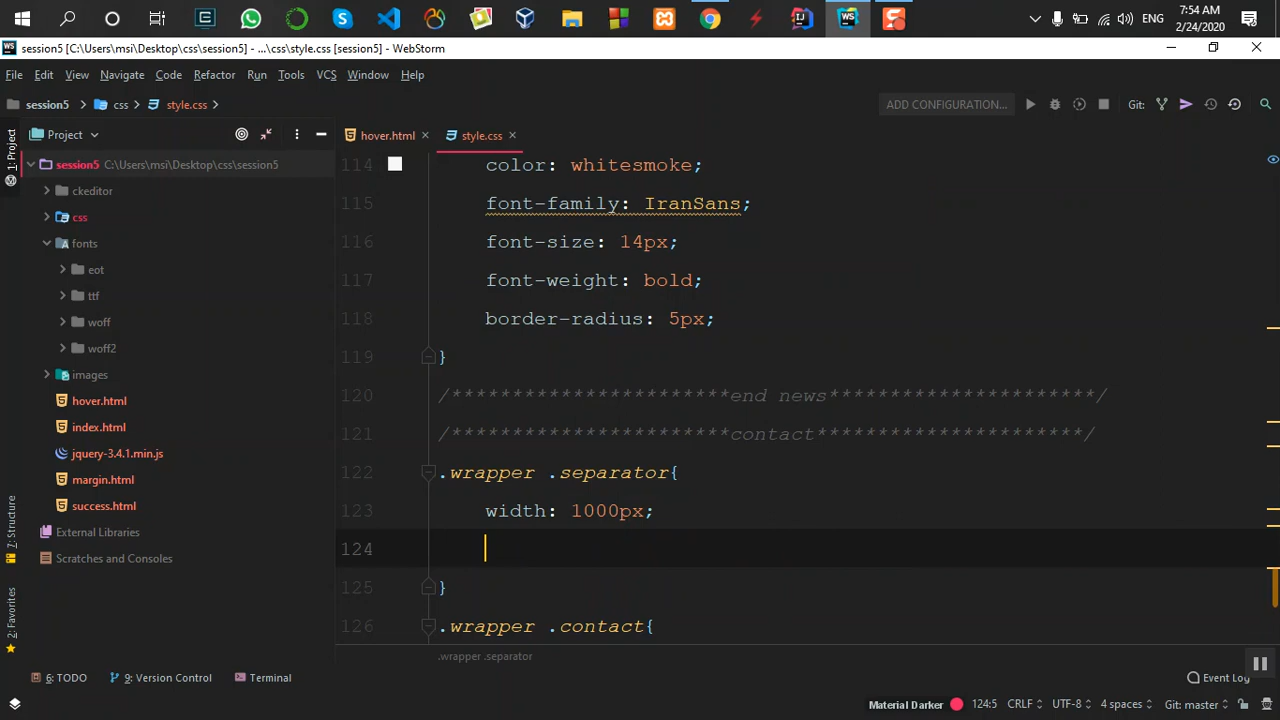 ENG
7:54 AM
2/24/2020
session5 [C:\Users\msi\Desktop\css\session5] - ...\css\style.css [session5] - WebStorm
File Edit View Navigate Code Refactor Run Tools VCS Window Help
session5 css style.css ADD CONFIGURATION... Git:
1: Project
Project
hover.html style.css
session5 C:\Users\msi\Desktop\css\session5
ckeditor
css
fonts
eot
ttf
woff
woff2
images
hover.html
index.html
jquery-3.4.1.min.js
margin.html
success.html
External Libraries
Scratches and Consoles
7: Structure
2: Favorites
114 color: whitesmoke;
115 font-family: IranSans;
116 font-size: 14px;
117 font-weight: bold;
118 border-radius: 5px;
119 }
120 /***********************end news**********************/
121 /***********************contact**********************/
122 .wrapper .separator{
123 width: 1000px;
124
125 }
126 .wrapper .contact{
.wrapper .separator
6: TODO 9: Version Control Terminal Event Log
Material Darker 124:5 CRLF UTF-8 4 spaces Git: master